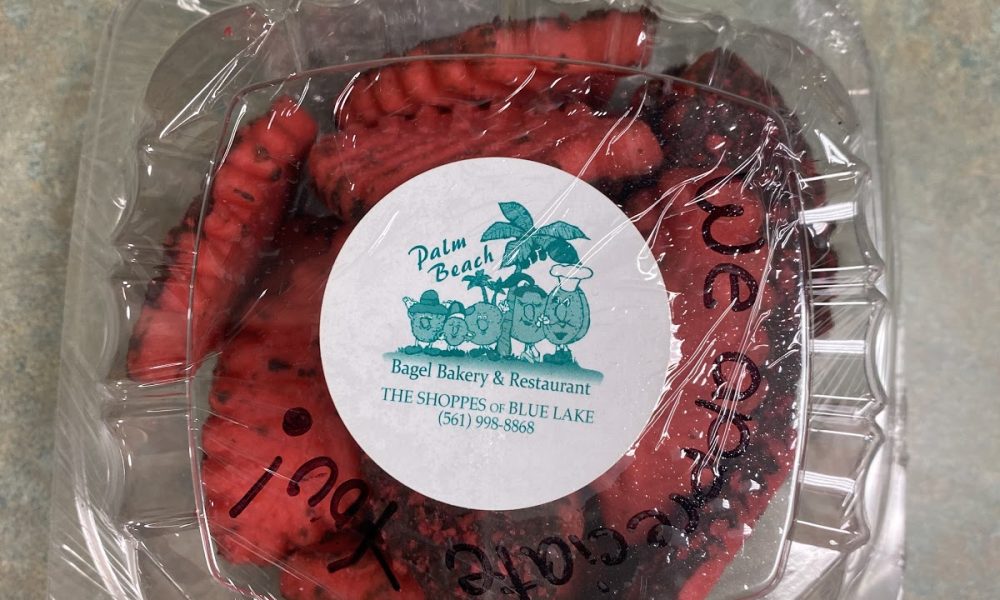 Palm
Beach
Bagel Bakery & Restaurant
THE SHOPPES OF BLUE LAKE
(561) 998-8868
We appreciate
You!